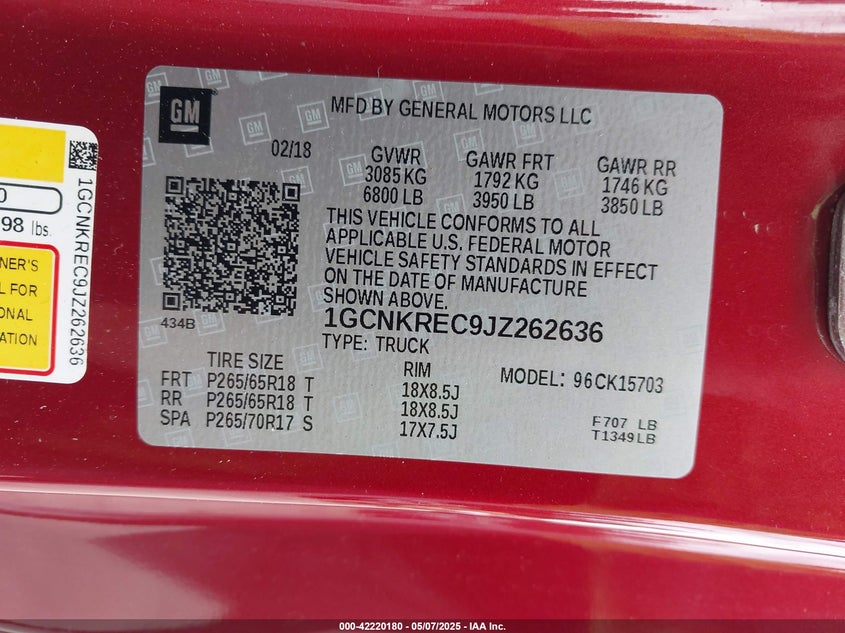 GM
MFD BY GENERAL MOTORS LLC
02/18
GVWR
3085 KG
6800 LB
GAWR FRT
1792 KG
3950 LB
GAWR RR
1746 KG
3850 LB
THIS VEHICLE CONFORMS TO ALL
APPLICABLE U.S. FEDERAL MOTOR
VEHICLE SAFETY STANDARDS IN EFFECT
ON THE DATE OF MANUFACTURE
SHOWN ABOVE.
434B
1GCNKREC9JZ262636
TYPE: TRUCK
TIRE SIZE RIM
FRT P265/65R18 T 18X8.5J
RR P265/65R18 T 18X8.5J
SPA P265/70R17 S 17X7.5J
MODEL: 96CK15703
F707 LB
T1349LB
1GCNKREC9JZ262636
0
98 lbs.
NER'S
L FOR
ONAL
N.
000-42220180 - 05/07/2025 - IAA Inc.